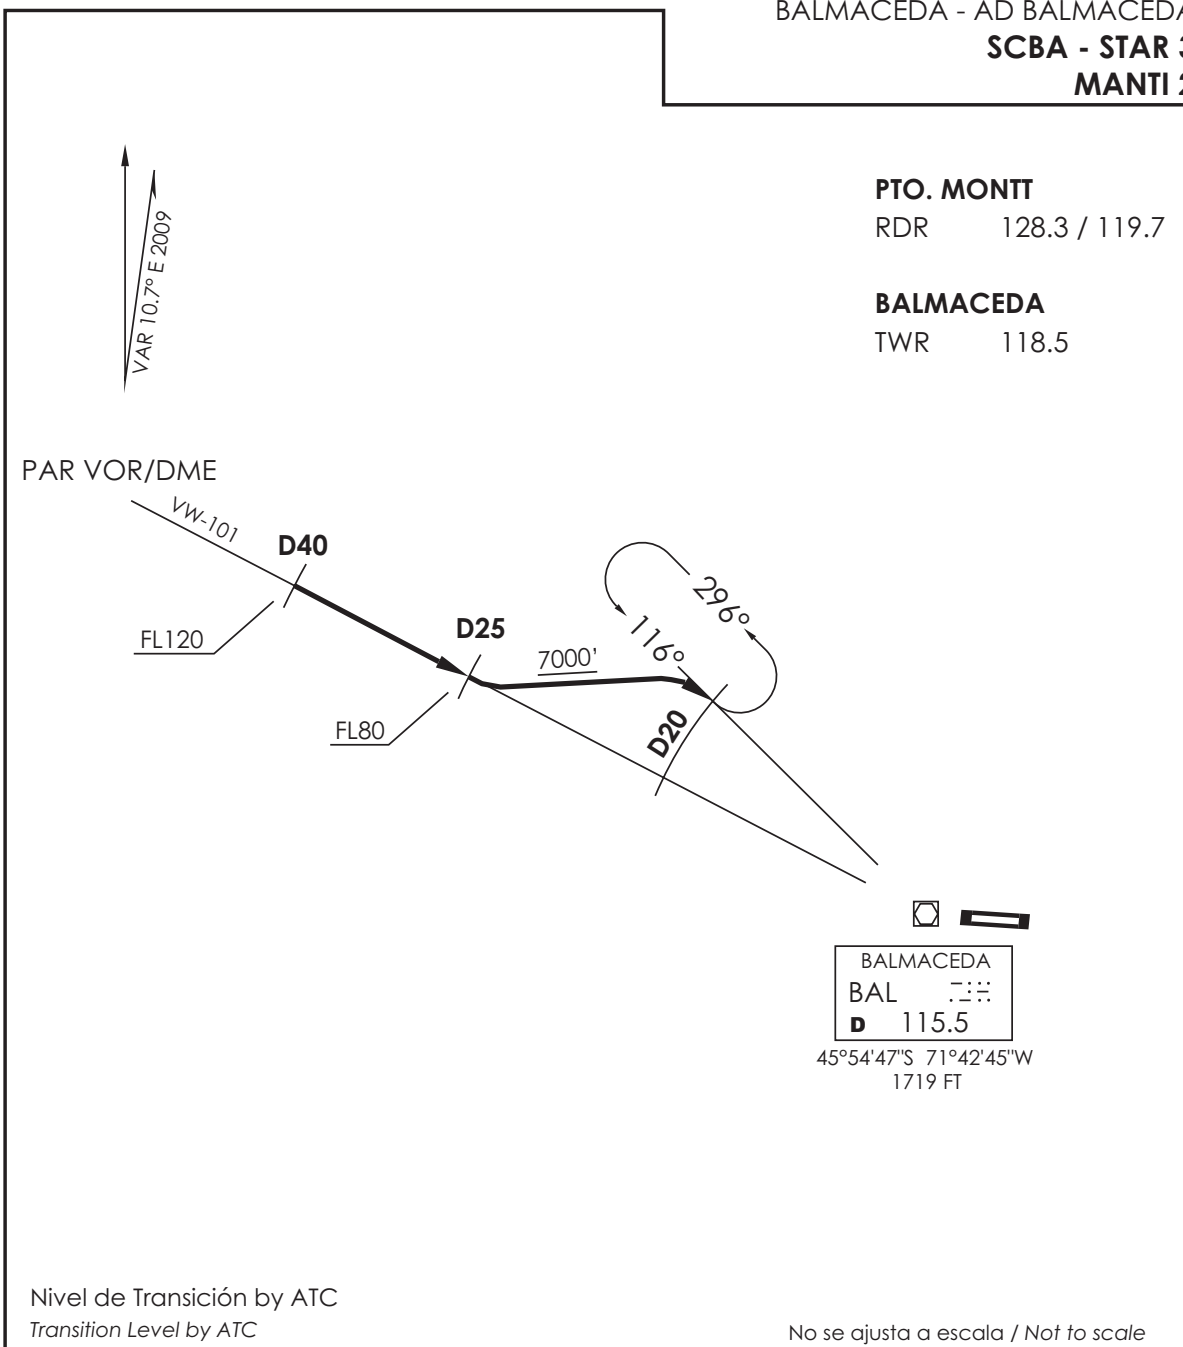 BALMACEDA - AD BALMACEDA
SCBA - STAR 3
MANTI 2
VAR 10.7° E 2009
PTO. MONTT
RDR 128.3 / 119.7
BALMACEDA
TWR 118.5
PAR VOR/DME
VW-101
D40
FL120
D25
FL80
7000'
296°
116°
D20
BALMACEDA
BAL
D 115.5
45°54'47"S 71°42'45"W
1719 FT
Nivel de Transición by ATC
Transition Level by ATC
No se ajusta a escala / Not to scale